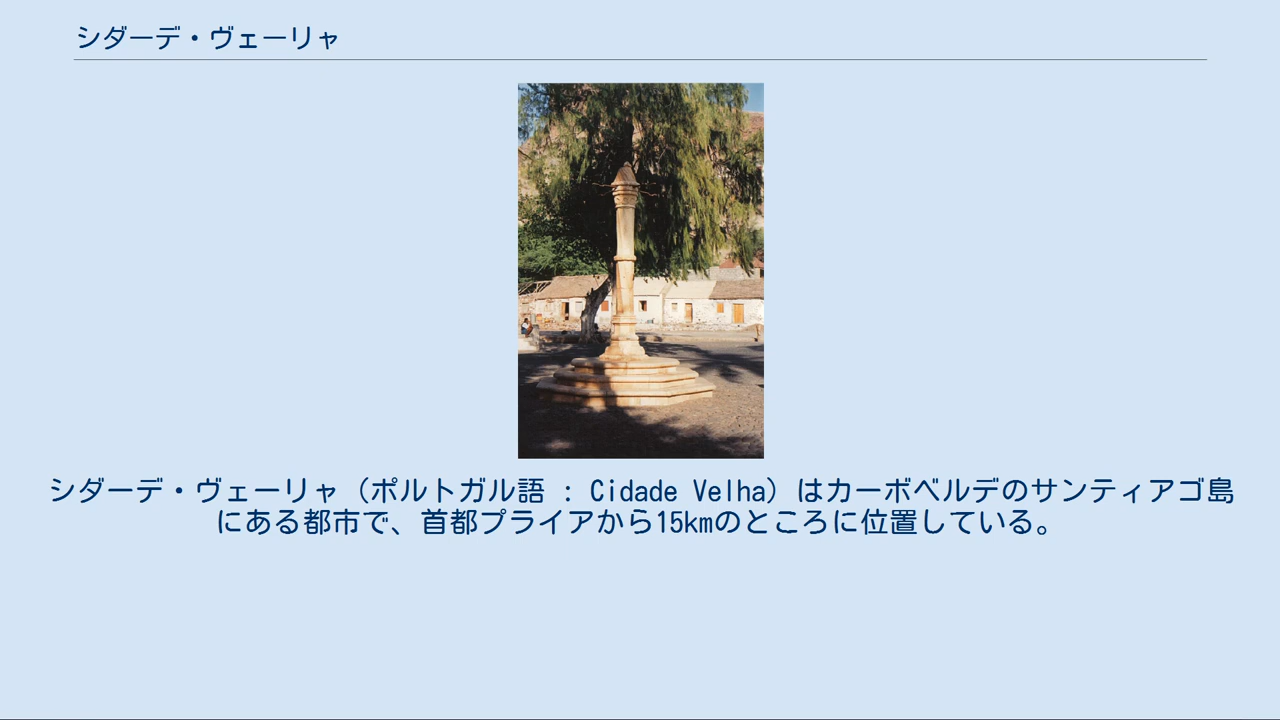 シダーデ・ヴェーリャ
シダーデ・ヴェーリャ（ポルトガル語 : Cidade Velha）はカーボベルデのサンティアゴ島
にある都市で、首都プライアから15kmのところに位置している。